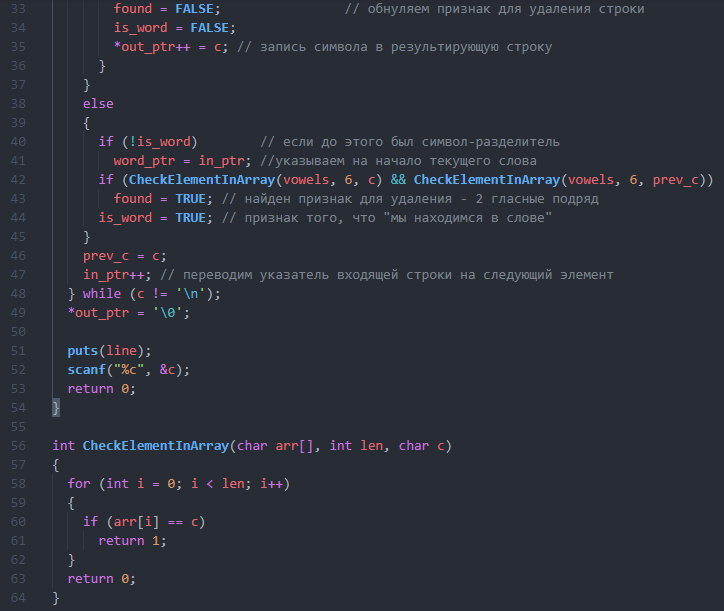 33 found = FALSE; // обнуляем признак для удаления строки
34 is_word = FALSE;
35 *out_ptr++ = c; // запись символа в результирующую строку
36 }
37 }
38 else
39 {
40 if (!is_word) // если до этого был символ-разделитель
41 word_ptr = in_ptr; //указываем на начало текущего слова
42 if (CheckElementInArray(vowels, 6, c) && CheckElementInArray(vowels, 6, prev_c))
43 found = TRUE; // найден признак для удаления - 2 гласные подряд
44 is_word = TRUE; // признак того, что "мы находимся в слове"
45 }
46 prev_c = c;
47 in_ptr++; // переводим указатель входящей строки на следующий элемент
48 } while (c != '\n');
49 *out_ptr = '\0';
50
51 puts(line);
52 scanf("%c", &c);
53 return 0;
54 }
55
56 int CheckElementInArray(char arr[], int len, char c)
57 {
58 for (int i = 0; i < len; i++)
59 {
60 if (arr[i] == c)
61 return 1;
62 }
63 return 0;
64 }